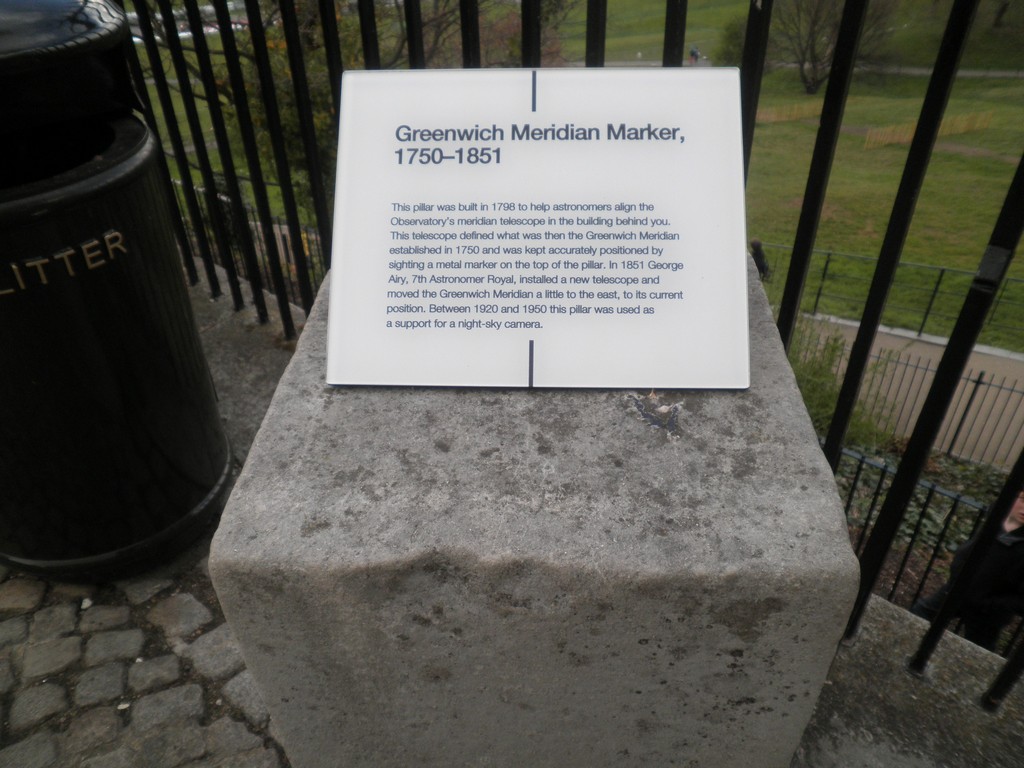 Greenwich Meridian Marker,
1750–1851
This pillar was built in 1798 to help astronomers align the
Observatory's meridian telescope in the building behind you.
This telescope defined what was then the Greenwich Meridian
established in 1750 and was kept accurately positioned by
sighting a metal marker on the top of the pillar. In 1851 George
Airy, 7th Astronomer Royal, installed a new telescope and
moved the Greenwich Meridian a little to the east, to its current
position. Between 1920 and 1950 this pillar was used as
a support for a night-sky camera.
LITTER